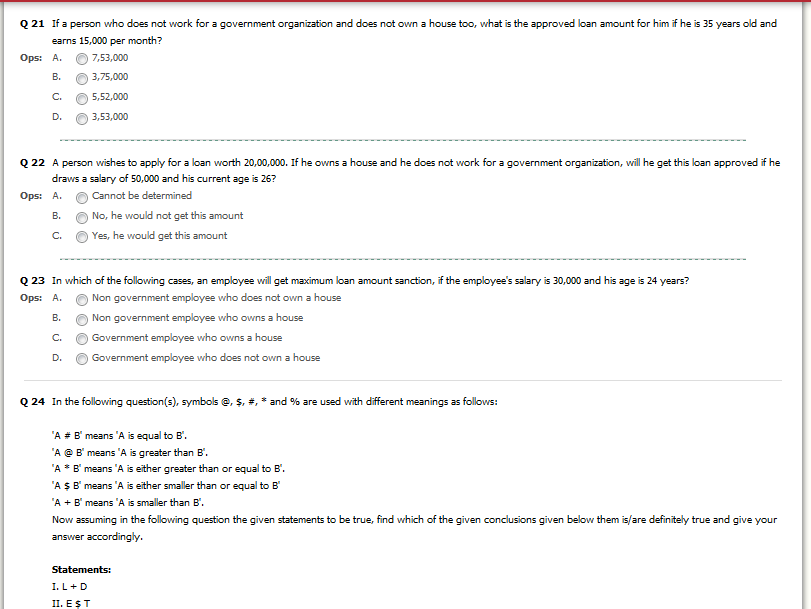 Q 21 If a person who does not work for a government organization and does not own a house too, what is the approved loan amount for him if he is 35 years old and
earns 15,000 per month?
Ops: A. 7,53,000
B. 3,75,000
C. 5,52,000
D. 3,53,000
Q 22 A person wishes to apply for a loan worth 20,00,000. If he owns a house and he does not work for a government organization, will he get this loan approved if he
draws a salary of 50,000 and his current age is 26?
Ops: A. Cannot be determined
B. No, he would not get this amount
C. Yes, he would get this amount
Q 23 In which of the following cases, an employee will get maximum loan amount sanction, if the employee's salary is 30,000 and his age is 24 years?
Ops: A. Non government employee who does not own a house
B. Non government employee who owns a house
C. Government employee who owns a house
D. Government employee who does not own a house
Q 24 In the following question(s), symbols @, $, #, * and % are used with different meanings as follows:
'A # B' means 'A is equal to B'.
'A @ B' means 'A is greater than B'.
'A * B' means 'A is either greater than or equal to B'.
'A $ B' means 'A is either smaller than or equal to B'
'A + B' means 'A is smaller than B'.
Now assuming in the following question the given statements to be true, find which of the given conclusions given below them is/are definitely true and give your
answer accordingly.
Statements:
I. L + D
II. E $ T